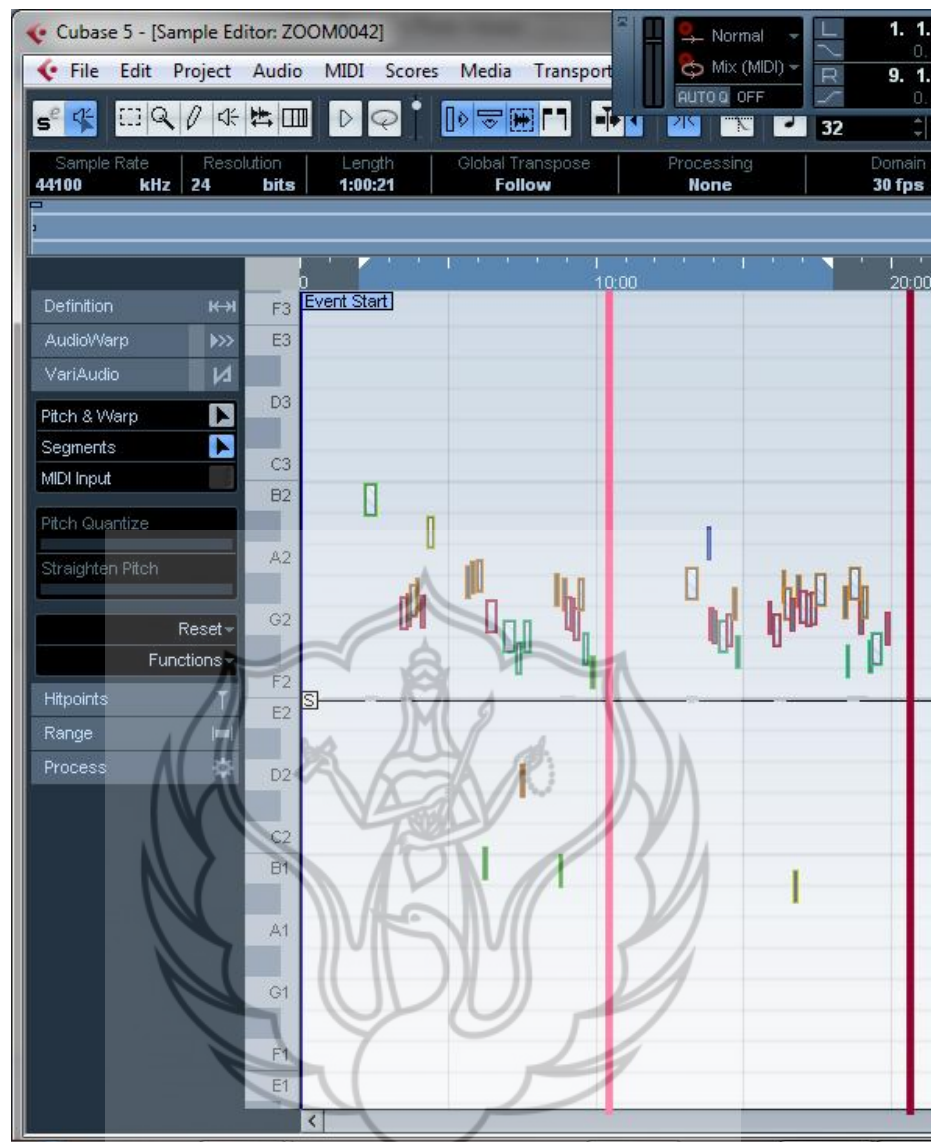 Cubase 5 - [Sample Editor: ZOOM0042]
File Edit Project Audio MIDI Scores Media Transport
Normal
Mix (MIDI)
AUTO Q OFF
L 1. 1.
0.
R 9. 1.
0.
32
Sample Rate Resolution Length Global Transpose Processing Domain
44100 kHz 24 bits 1:00:21 Follow None 30 fps
0 10:00 20:00
Event Start
Definition
AudioWarp
VariAudio
Pitch & Warp
Segments
MIDI Input
Pitch Quantize
Straighten Pitch
Reset
Functions
Hitpoints
Range
Process
F3
E3
D3
C3
B2
A2
G2
F2
E2
D2
C2
B1
A1
G1
F1
E1
S